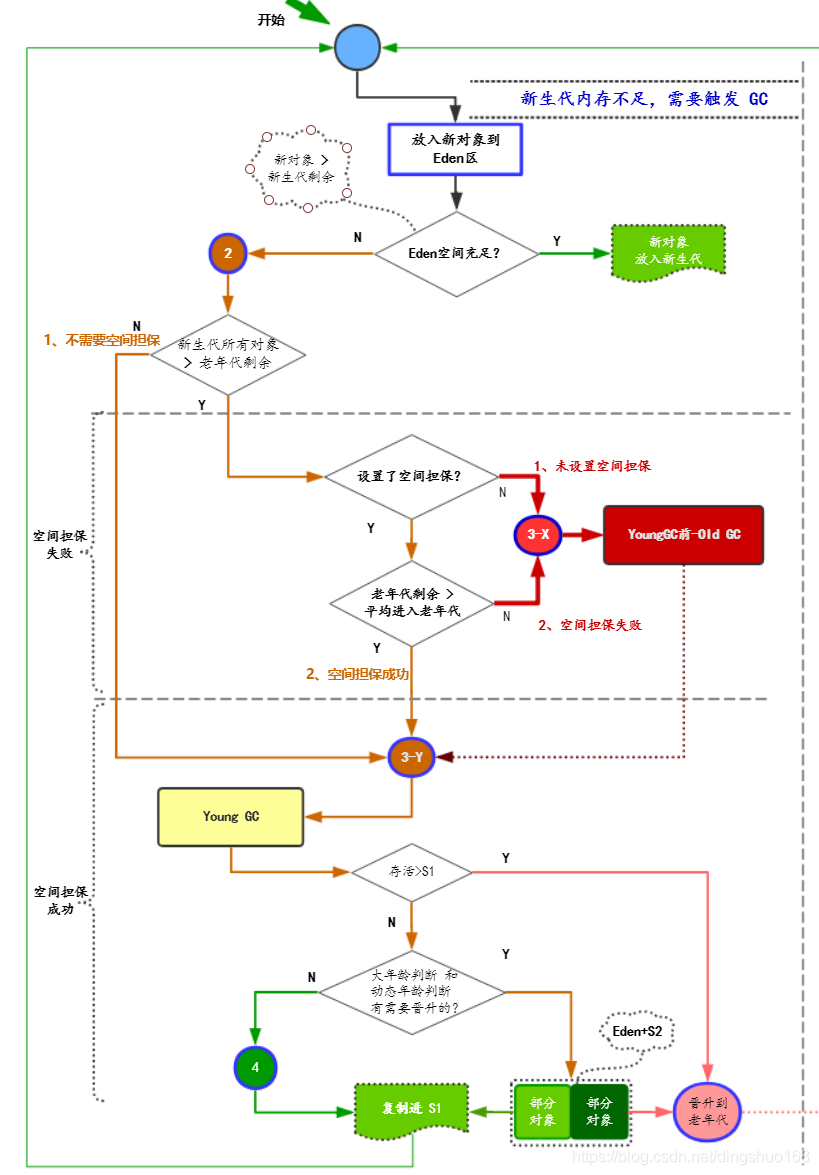 开始
新生代内存不足，需要触发 GC
放入新对象到
Eden区
新对象 >
新生代剩余
N
Y
2
Eden空间充足？
新对象
放入新生代
N
1、不需要空间担保
新生代所有对象
> 老年代剩余
Y
设置了空间担保？
1、未设置空间担保
N
Y
3-X
YoungGC前-Old GC
空间担保
失败
老年代剩余 >
平均进入老年代
N
2、空间担保失败
Y
2、空间担保成功
3-Y
Young GC
存活>S1
Y
空间担保
成功
N
Y
大年龄判断 和
动态年龄判断
有需要晋升的？
N
Eden+S2
4
复制进 S1
部分
对象
部分
对象
晋升到
老年代
https://blog.csdn.net/dingshuo168